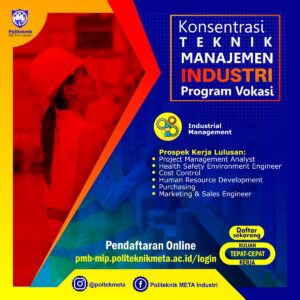 Politeknik
META Industri
Konsentrasi
TEKNIK
MANAJEMEN
INDUSTRI
Program Vokasi
Industrial
Management
Prospek Kerja Lulusan:
• Project Management Analyst
• Health Safety Environment Engineer
• Cost Control
• Human Resource Development
• Purchasing
• Marketing & Sales Engineer
Pendaftaran Online
pmb-mip.politeknikmeta.ac.id/login
Daftar
sekarang
KULIAH
TEPAT-CEPAT
KERJA
@politekmeta
Politeknik META Industri